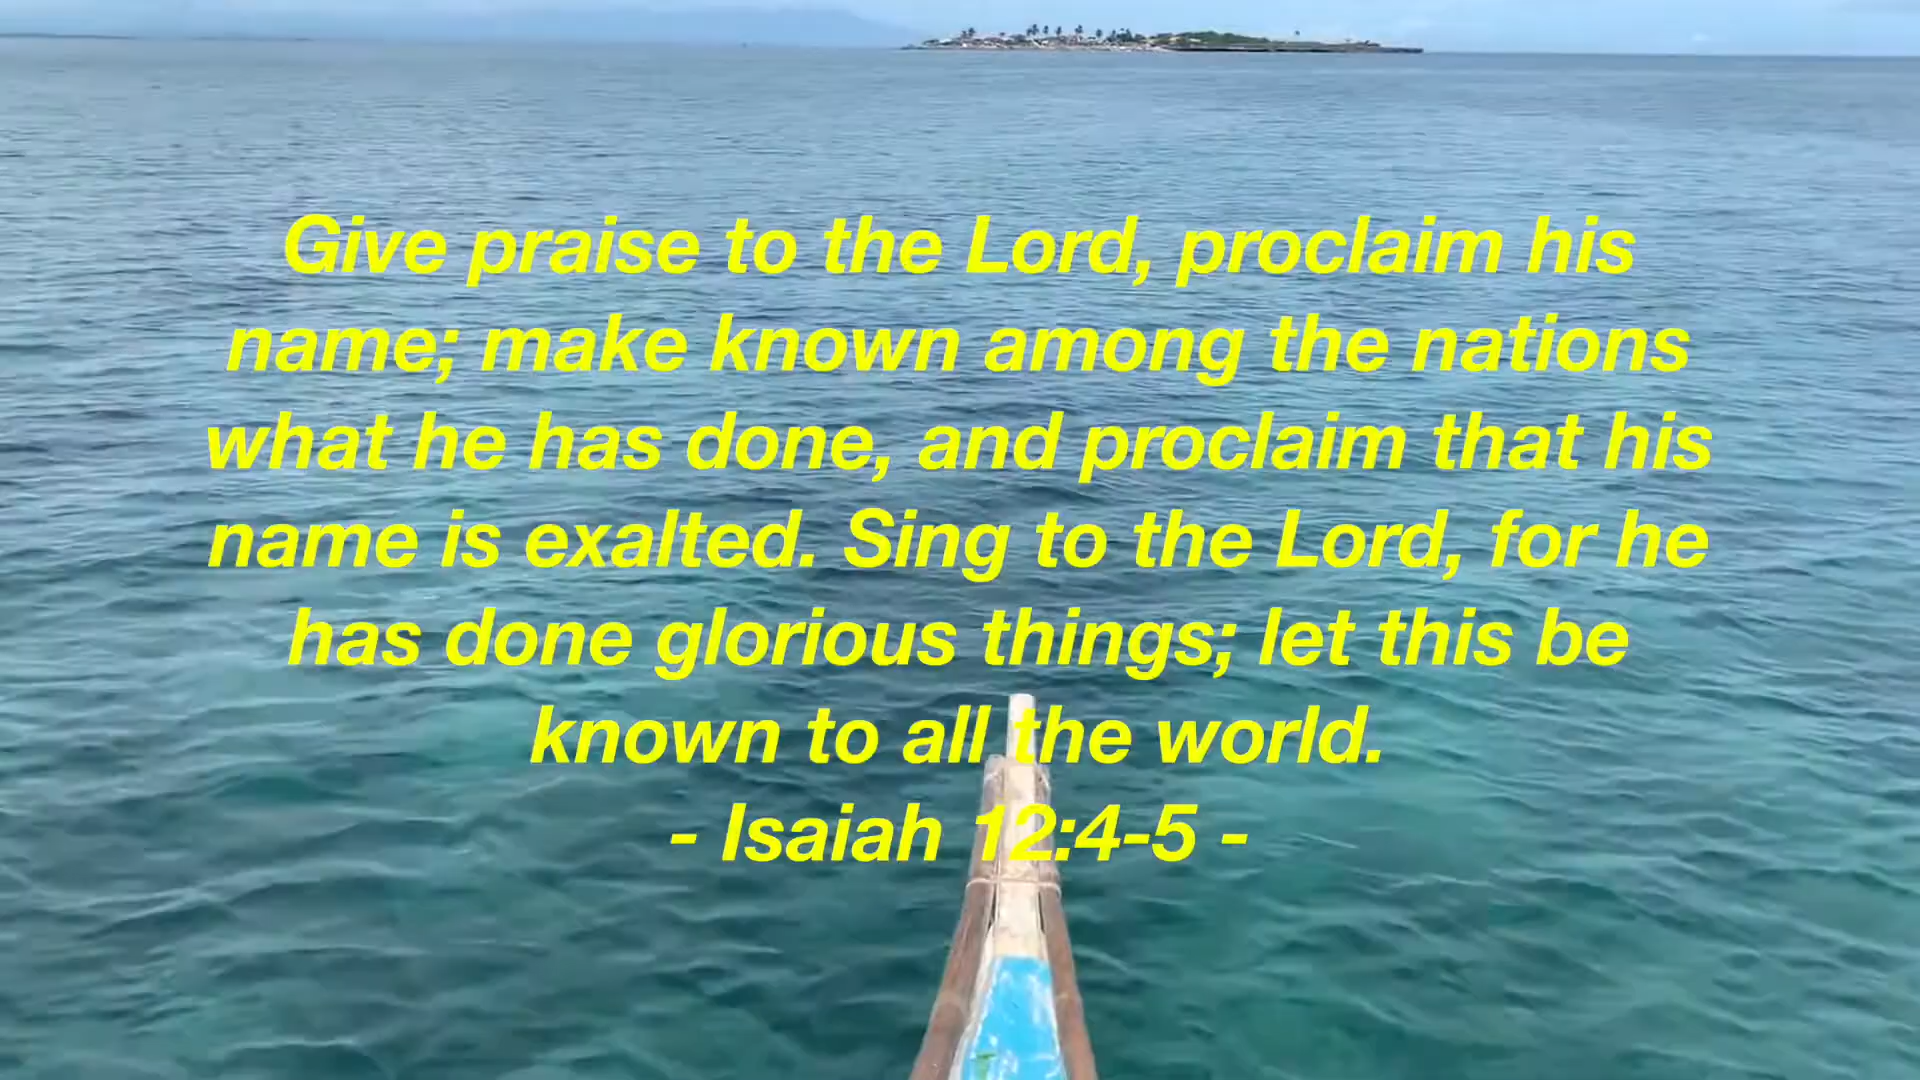 Give praise to the Lord, proclaim his
name; make known among the nations
what he has done, and proclaim that his
name is exalted. Sing to the Lord, for he
has done glorious things; let this be
known to all the world.
- Isaiah 12:4-5 -